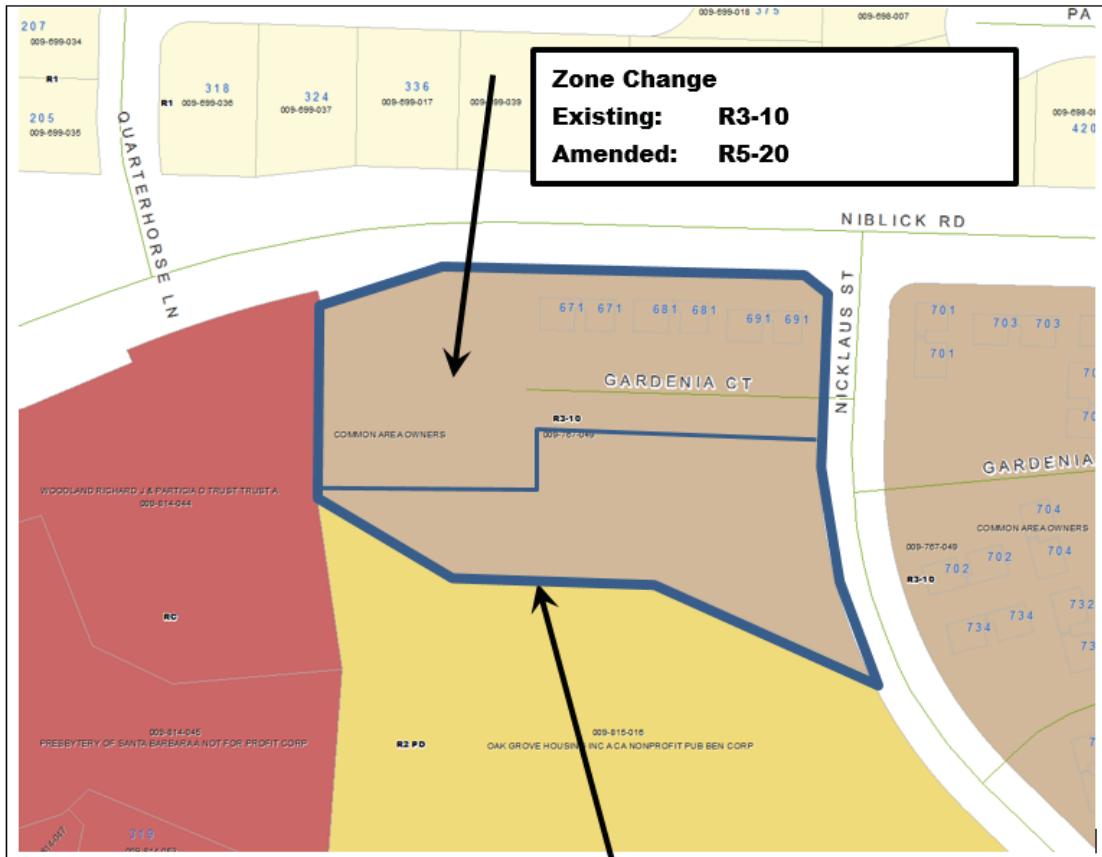 009-699-018 375
009-698-007
PA
207
009-699-034
R1
205
009-699-035
R1
318
009-699-036
324
009-699-037
336
009-699-017
009-699-039
420
Zone Change
Existing: R3-10
Amended: R5-20
QUARTERHORSE LN
NIBLICK RD
NICKLAUS ST
671 671 681 681 691 691
GARDENIA CT
R3-10
009-767-049
COMMON AREA OWNERS
701
703 703
701
GARDENIA
704
COMMON AREA OWNERS
009-767-049
702 702 704
R3-10
734 734 732
WOODLAND RICHARD J & PARTICIA D TRUST TRUST A
009-814-044
RC
009-814-045
PRESBYTERY OF SANTA BARBARA A NOT FOR PROFIT CORP
R2 PD
009-815-016
OAK GROVE HOUSING INC A CA NONPROFIT PUB BEN CORP
319